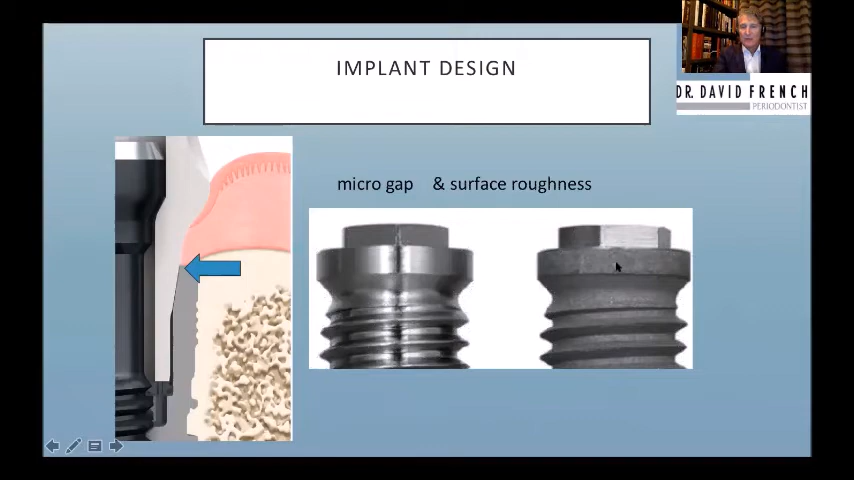 IMPLANT DESIGN
DR. DAVID FRENCH
PERIODONTIST
micro gap & surface roughness